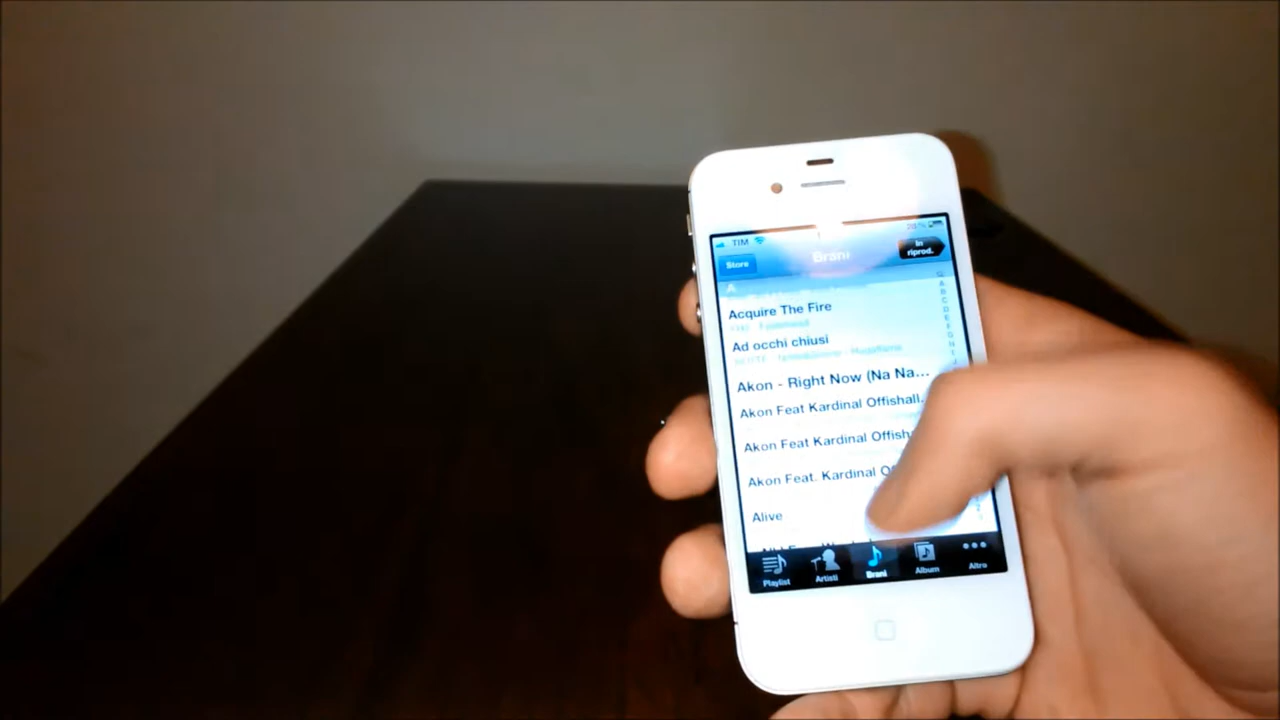 TIM
Store
Brani
In
riprod.
A
Acquire The Fire
Ad occhi chiusi
Akon - Right Now (Na Na...
Akon Feat Kardinal Offishall.
Akon Feat Kardinal Offish
Akon Feat. Kardinal O
Alive
Playlist
Artisti
Brani
Album
Altro